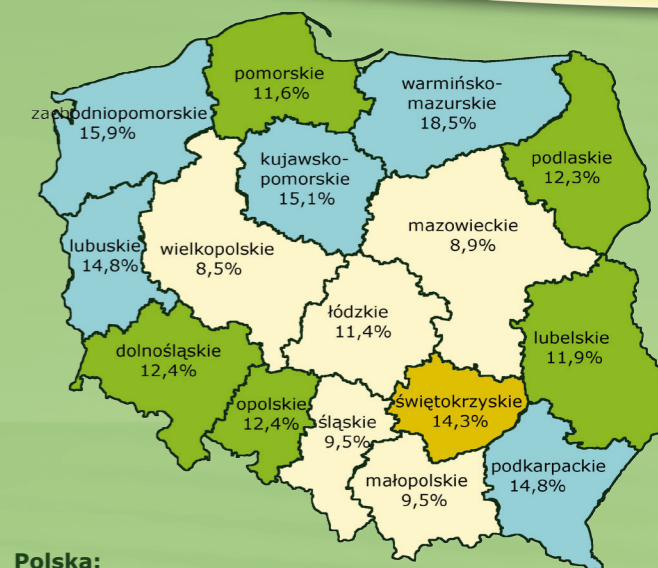 pomorskie
11,6%
warmińsko-
mazurskie
18,5%
zachodniopomorskie
15,9%
kujawsko-
pomorskie
15,1%
podlaskie
12,3%
mazowieckie
8,9%
lubuskie
14,8%
wielkopolskie
8,5%
łódzkie
11,4%
lubelskie
11,9%
dolnośląskie
12,4%
opolskie
12,4%
śląskie
9,5%
świętokrzyskie
14,3%
małopolskie
9,5%
podkarpackie
14,8%
Polska: